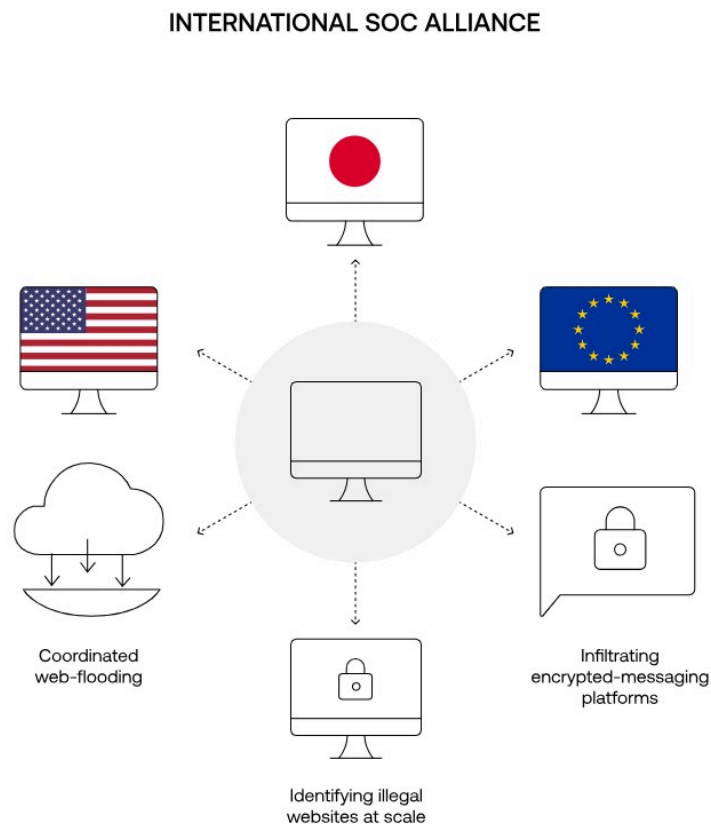 INTERNATIONAL SOC ALLIANCE
Coordinated
web-flooding
Infiltrating
encrypted-messaging
platforms
Identifying illegal
websites at scale